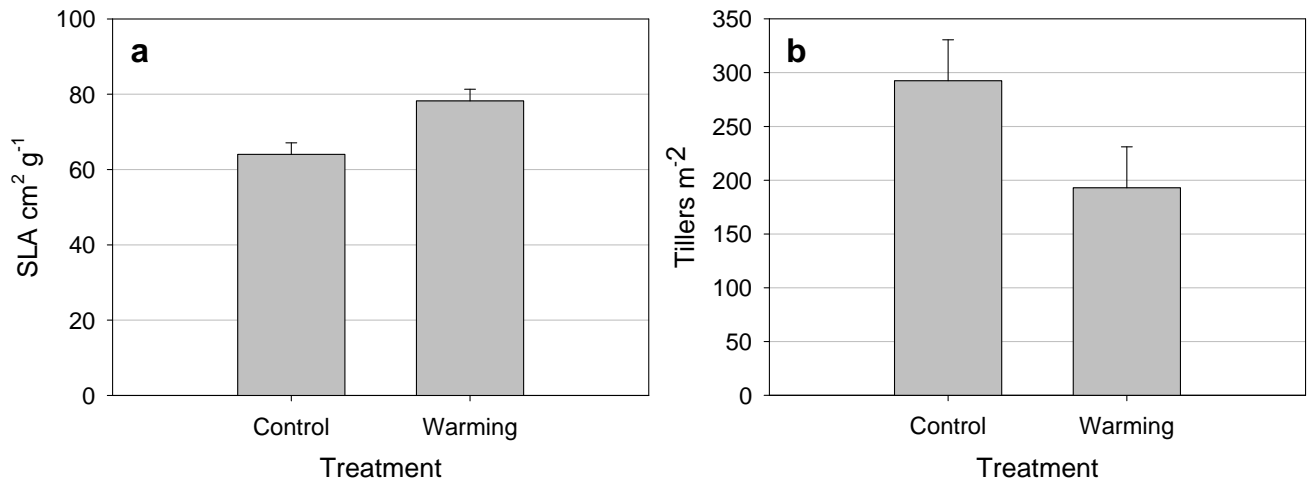 a
SLA cm² g⁻¹
100
80
60
40
20
0
Control Warming
Treatment
b
Tillers m⁻²
350
300
250
200
150
100
50
0
Control Warming
Treatment